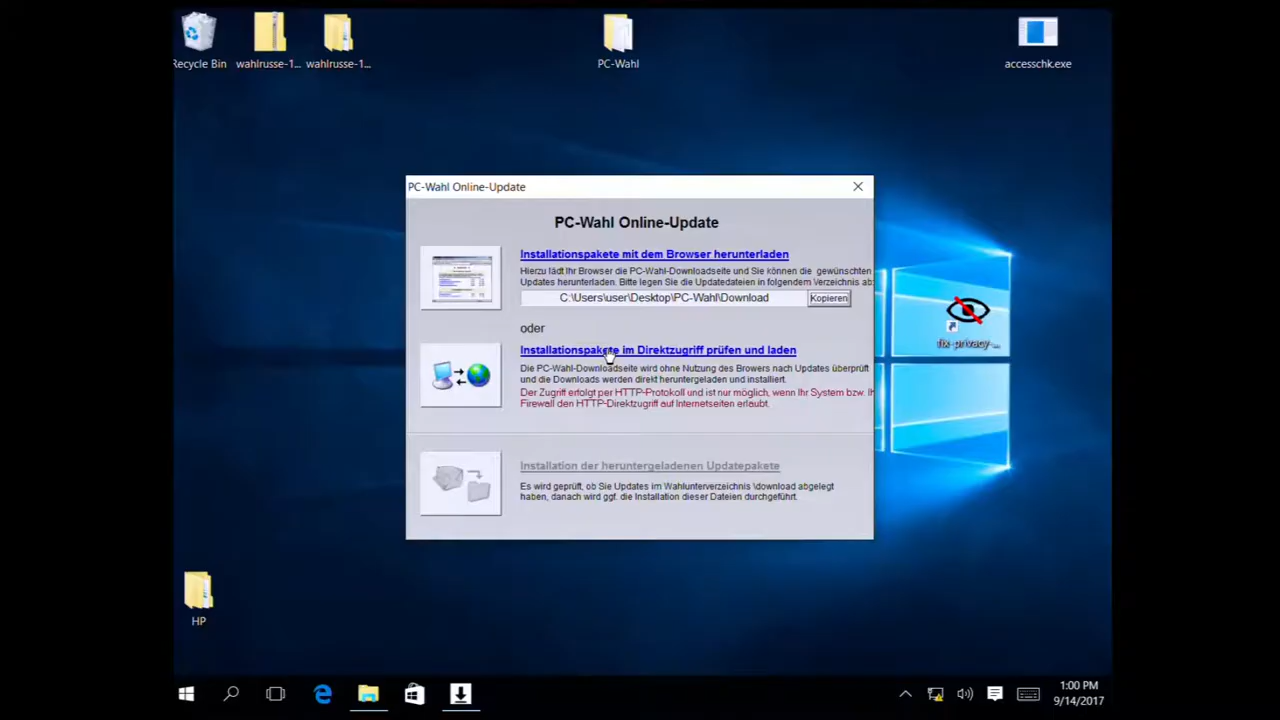 Recycle Bin
wahlrusse-1...
wahlrusse-1...
PC-Wahl
accesschk.exe
PC-Wahl Online-Update
PC-Wahl Online-Update
Installationspakete mit dem Browser herunterladen
Hierzu lädt Ihr Browser die PC-Wahl-Downloadseite und Sie können die gewünschten
Updates herunterladen. Bitte legen Sie die Updatedateien in folgendem Verzeichnis ab:
C:\Users\user\Desktop\PC-Wahl\Download
Kopieren
oder
Installationspakete im Direktzugriff prüfen und laden
Die PC-Wahl-Downloadseite wird ohne Nutzung des Browers nach Updates überprüft
und die Downloads werden direkt heruntergeladen und installiert.
Der Zugriff erfolgt per HTTP-Protokoll und ist nur möglich, wenn Ihr System bzw. Ih
Firewall den HTTP-Direktzugriff auf Internetseiten erlaubt.
Installation der heruntergeladenen Updatepakete
Es wird geprüft, ob Sie Updates im Wahlunterverzeichnis \download abgelegt
haben, danach wird ggf. die Installation dieser Dateien durchgeführt.
fix-privacy-...
HP
1:00 PM
9/14/2017